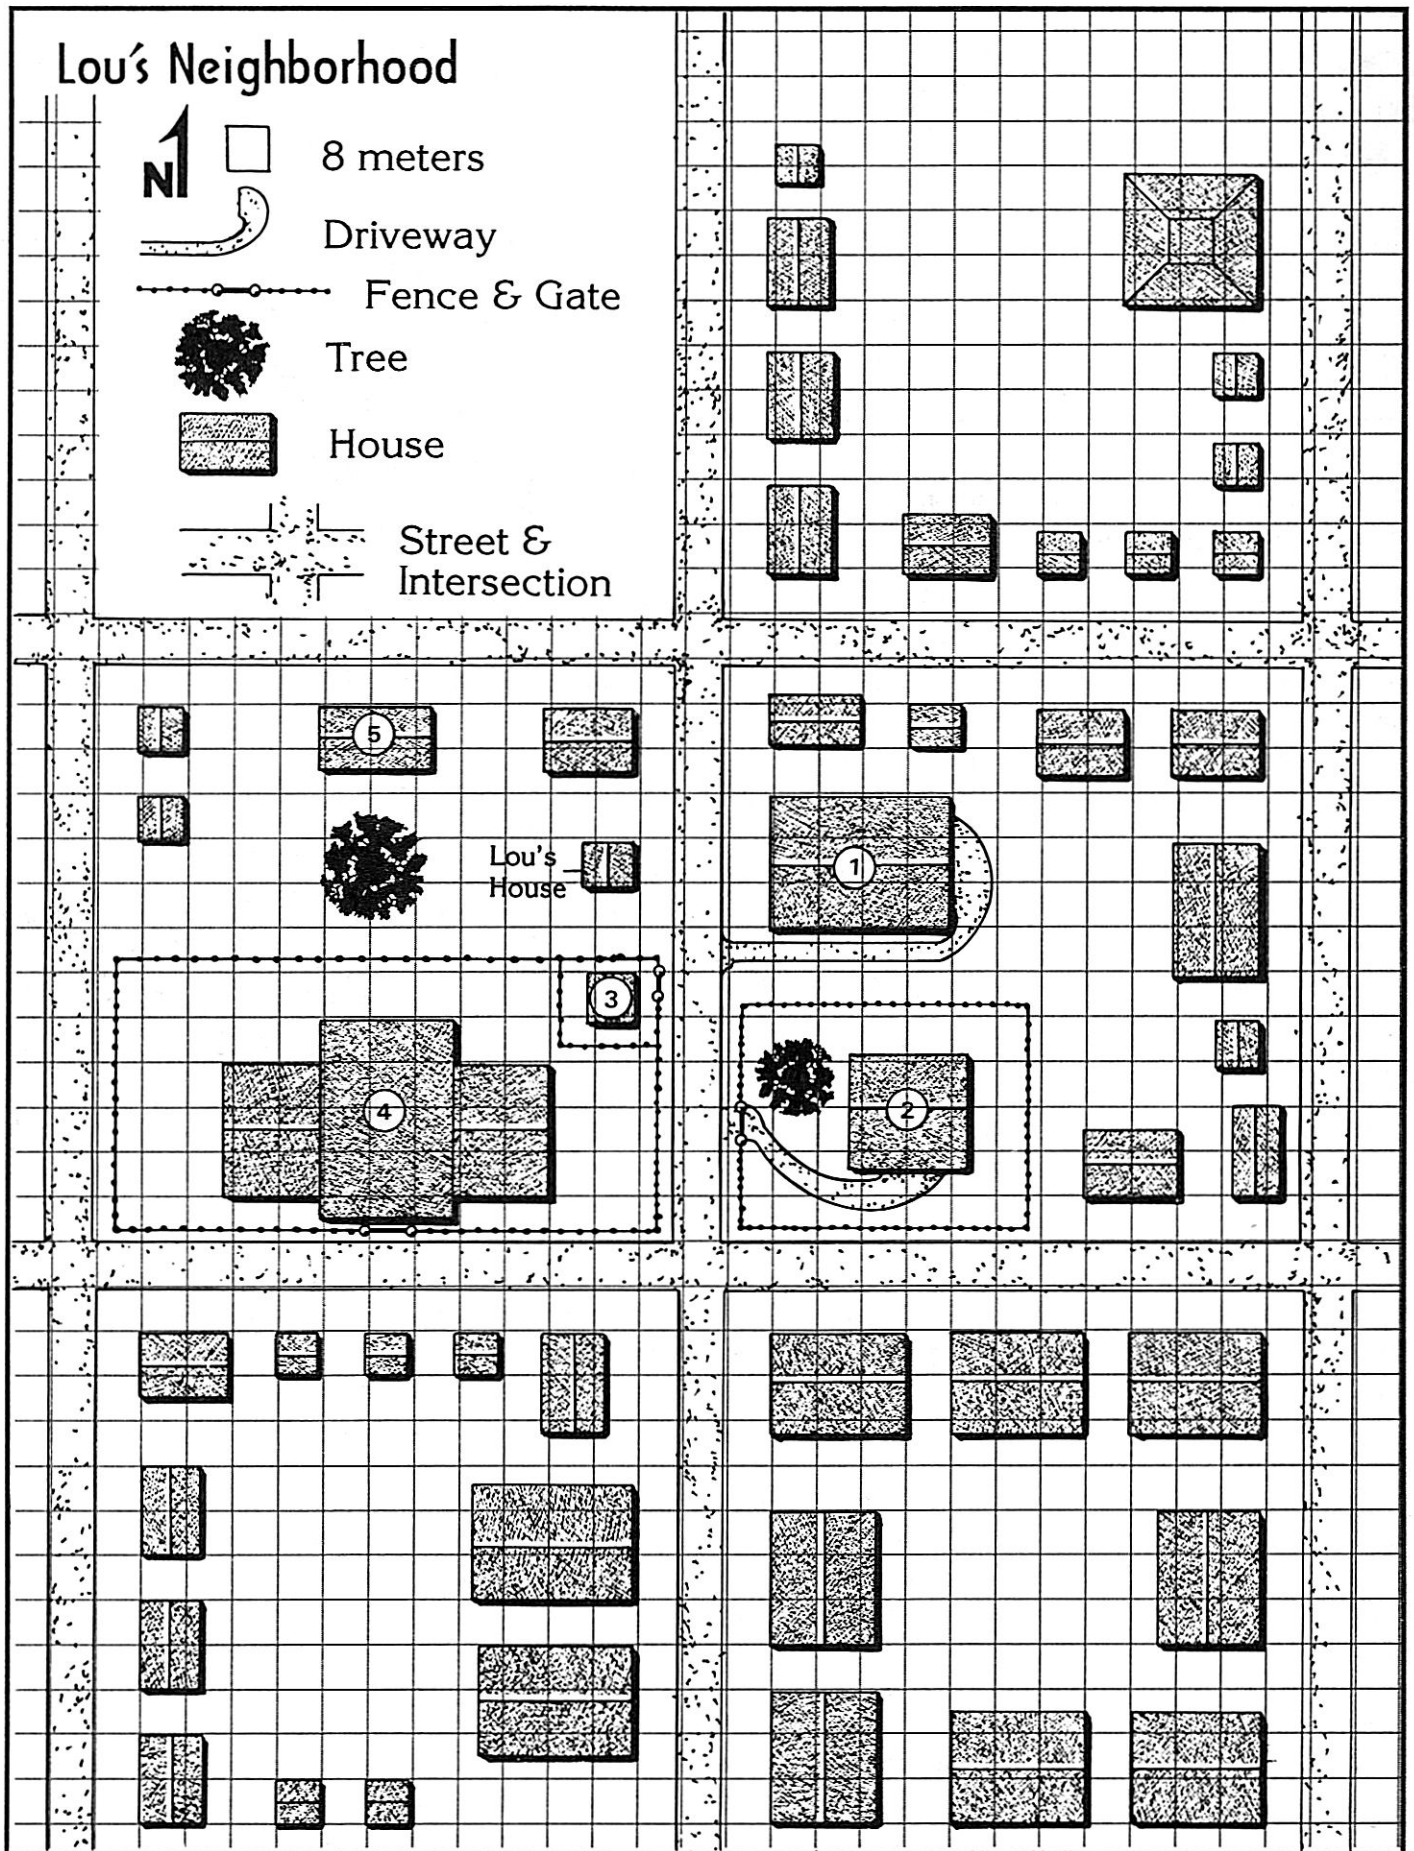 Lou's Neighborhood
N
8 meters
Driveway
Fence & Gate
Tree
House
Street &
Intersection
5
Lou's
House
1
3
4
2